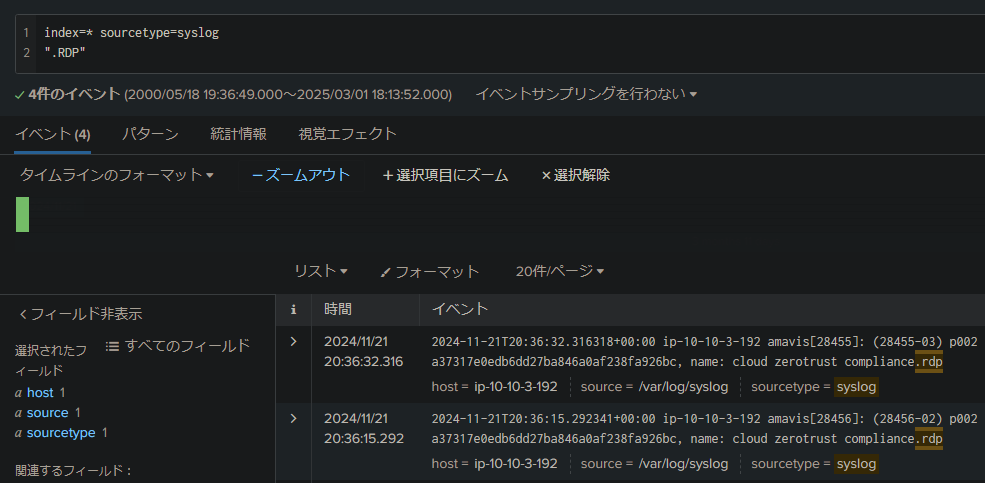 1 index=* sourcetype=syslog
2 ".RDP"
✓ 4件のイベント (2000/05/18 19:36:49.000～2025/03/01 18:13:52.000) イベントサンプリングを行わない ▾
イベント (4) パターン 統計情報 視覚エフェクト
タイムラインのフォーマット ▾ －ズームアウト ＋選択項目にズーム ×選択解除
リスト ▾ フォーマット 20件/ページ ▾
< フィールド非表示 すべてのフィールド
選択されたフィールド
a host 1
a source 1
a sourcetype 1
関連するフィールド：
i 時間 イベント
> 2024/11/21 2024-11-21T20:36:32.316318+00:00 ip-10-10-3-192 amavis[28455]: (28455-03) p002
20:36:32.316 a37317e0edb6dd27ba846a0af238fa926bc, name: cloud zerotrust compliance.rdp
host = ip-10-10-3-192 source = /var/log/syslog sourcetype = syslog
> 2024/11/21 2024-11-21T20:36:15.292341+00:00 ip-10-10-3-192 amavis[28456]: (28456-02) p002
20:36:15.292 a37317e0edb6dd27ba846a0af238fa926bc, name: cloud zerotrust compliance.rdp
host = ip-10-10-3-192 source = /var/log/syslog sourcetype = syslog